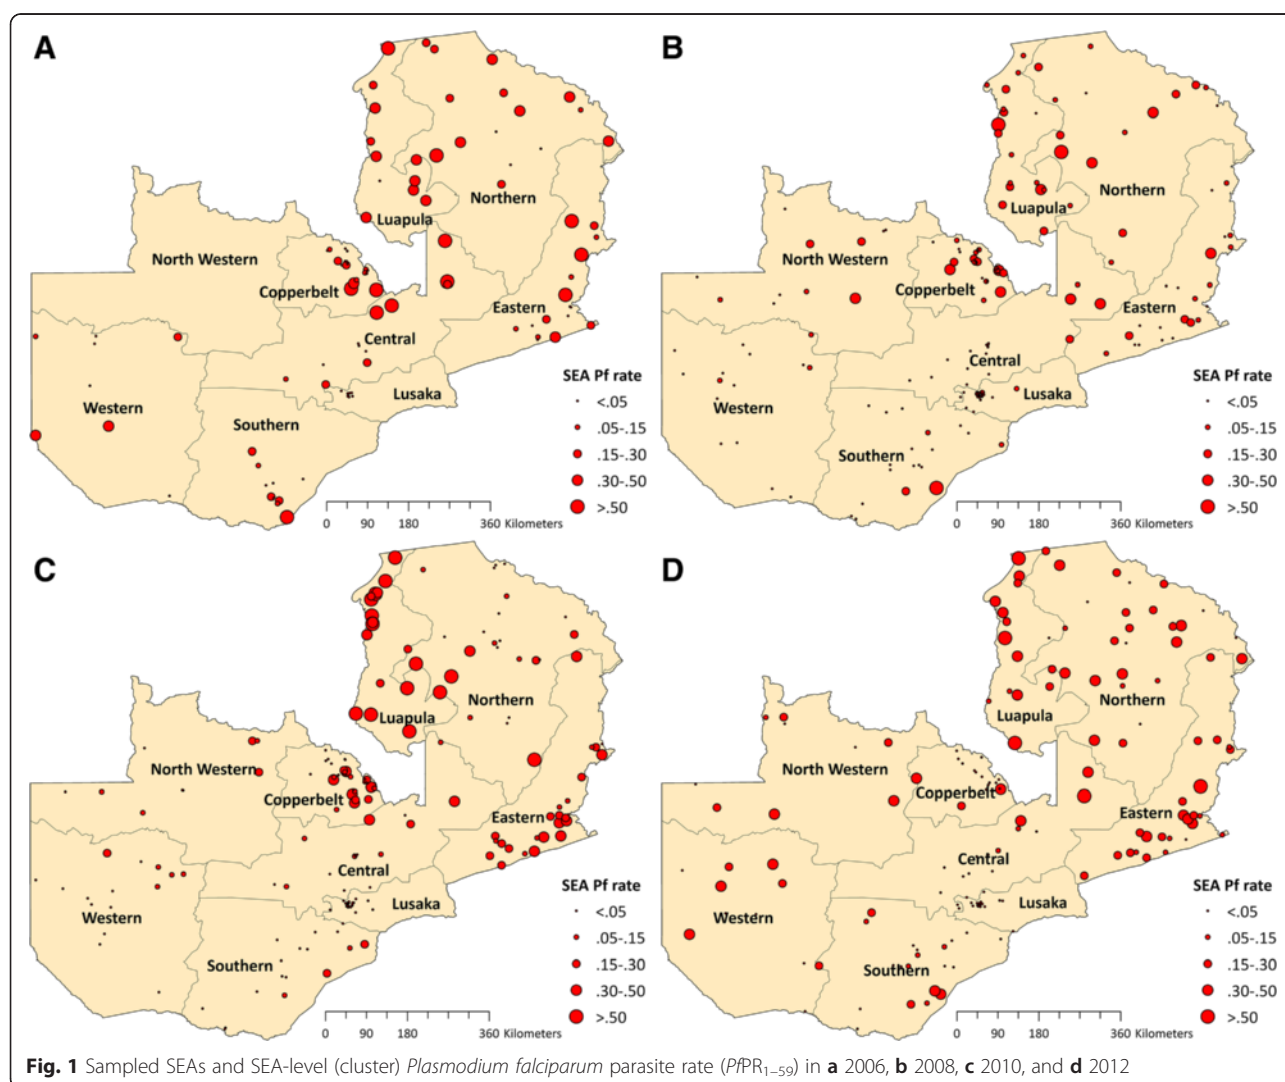 A
Northern
Luapula
North Western
Copperbelt
Eastern
Central
Lusaka
Western
Southern
SEA Pf rate
<.05
.05-.15
.15-.30
.30-.50
>.50
0 90 180 360 Kilometers
B
Northern
Luapula
North Western
Copperbelt
Eastern
Central
Lusaka
Western
Southern
SEA Pf rate
<.05
.05-.15
.15-.30
.30-.50
>.50
0 90 180 360 Kilometers
C
Northern
Luapula
North Western
Copperbelt
Eastern
Central
Lusaka
Western
Southern
SEA Pf rate
<.05
.05-.15
.15-.30
.30-.50
>.50
0 90 180 360 Kilometers
D
Northern
Luapula
North Western
Copperbelt
Eastern
Central
Lusaka
Western
Southern
SEA Pf rate
<.05
.05-.15
.15-.30
.30-.50
>.50
0 90 180 360 Kilometers
Fig. 1 Sampled SEAs and SEA-level (cluster) Plasmodium falciparum parasite rate (PfPR1–59) in a 2006, b 2008, c 2010, and d 2012